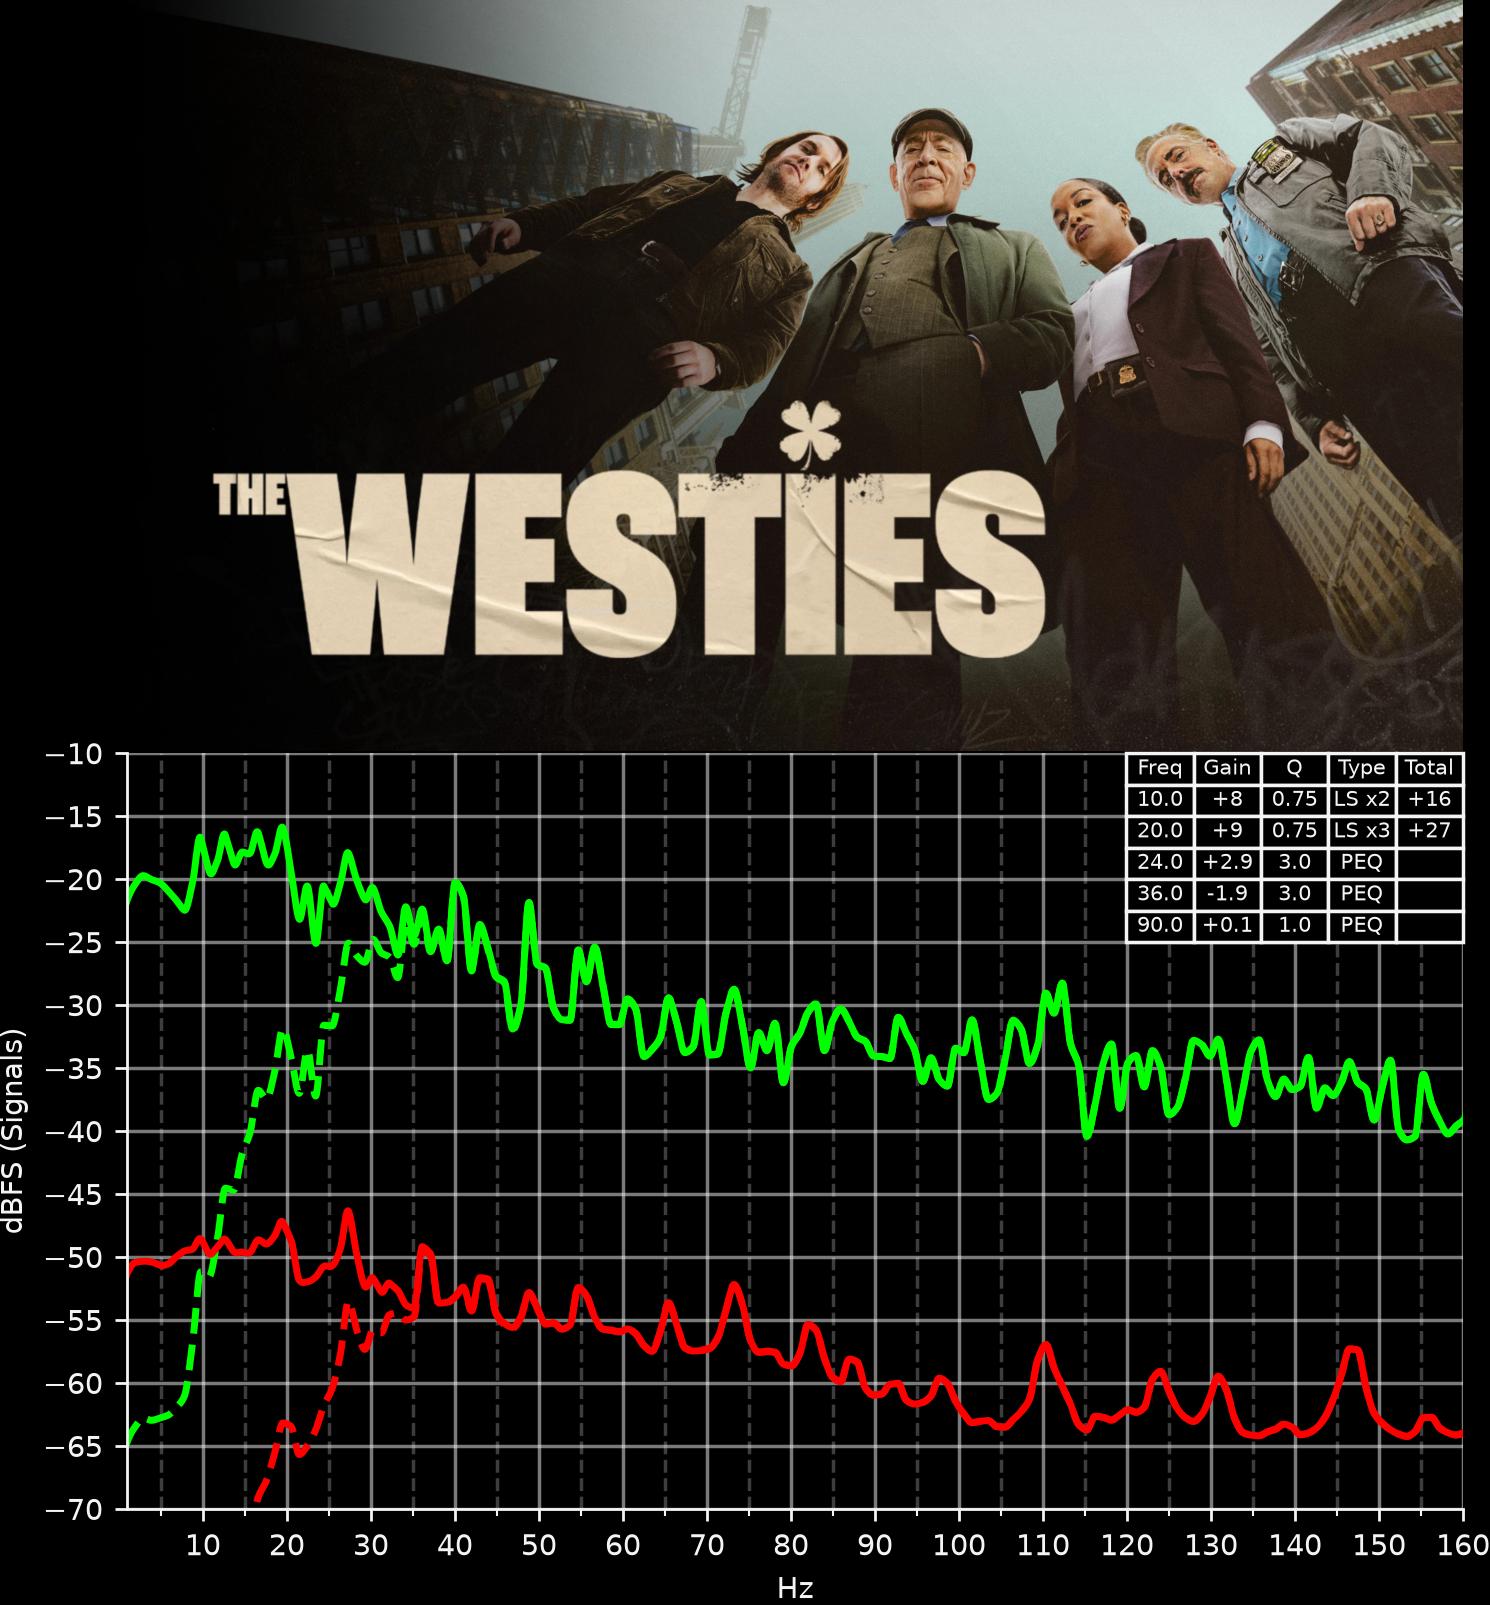 THE WESTIES
−10
−15
−20
−25
−30
−35
−40
−45
−50
−55
−60
−65
−70
dBFS (Signals)
Freq Gain Q Type Total
10.0 +8 0.75 LS x2 +16
20.0 +9 0.75 LS x3 +27
24.0 +2.9 3.0 PEQ
36.0 -1.9 3.0 PEQ
90.0 +0.1 1.0 PEQ
10 20 30 40 50 60 70 80 90 100 110 120 130 140 150 160
Hz